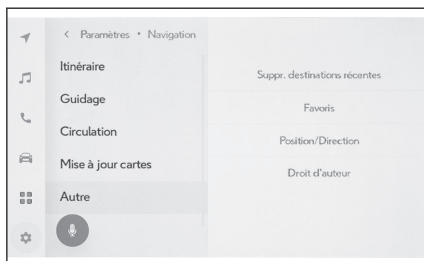 < Paramètres • Navigation
Itinéraire
Guidage
Circulation
Mise à jour cartes
Autre
Suppr. destinations récentes
Favoris
Position/Direction
Droit d'auteur